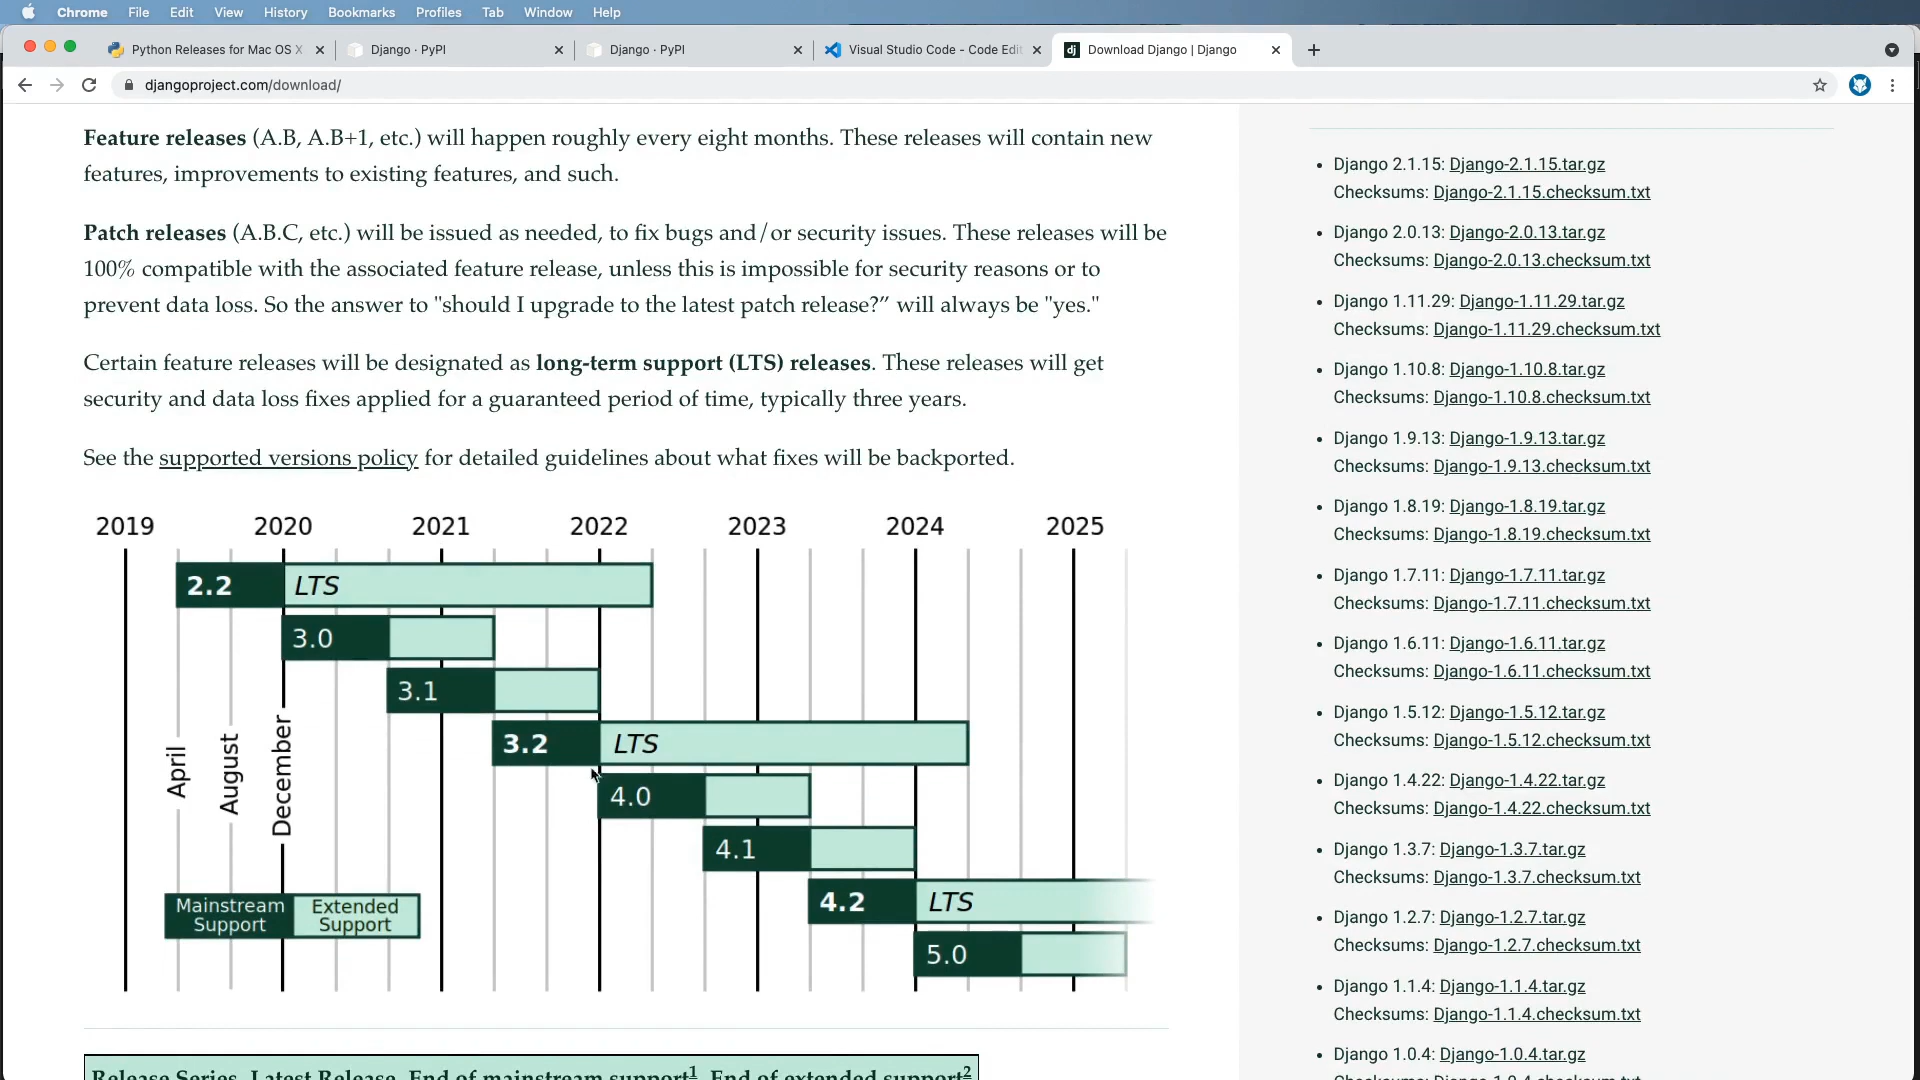 Chrome File Edit View History Bookmarks Profiles Tab Window Help
Python Releases for Mac OS X
Django · PyPI
Django · PyPI
Visual Studio Code - Code Edit
Download Django | Django
djangoproject.com/download/
Feature releases (A.B, A.B+1, etc.) will happen roughly every eight months. These releases will contain new
features, improvements to existing features, and such.
Patch releases (A.B.C, etc.) will be issued as needed, to fix bugs and/or security issues. These releases will be
100% compatible with the associated feature release, unless this is impossible for security reasons or to
prevent data loss. So the answer to "should I upgrade to the latest patch release?” will always be "yes."
Certain feature releases will be designated as long-term support (LTS) releases. These releases will get
security and data loss fixes applied for a guaranteed period of time, typically three years.
See the supported versions policy for detailed guidelines about what fixes will be backported.
2019 2020 2021 2022 2023 2024 2025
2.2 LTS
3.0
3.1
3.2 LTS
4.0
4.1
4.2 LTS
5.0
April
August
December
Mainstream
Support
Extended
Support
Release Series Latest Release End of mainstream support1 End of extended support2
Django 2.1.15: Django-2.1.15.tar.gz
Checksums: Django-2.1.15.checksum.txt
Django 2.0.13: Django-2.0.13.tar.gz
Checksums: Django-2.0.13.checksum.txt
Django 1.11.29: Django-1.11.29.tar.gz
Checksums: Django-1.11.29.checksum.txt
Django 1.10.8: Django-1.10.8.tar.gz
Checksums: Django-1.10.8.checksum.txt
Django 1.9.13: Django-1.9.13.tar.gz
Checksums: Django-1.9.13.checksum.txt
Django 1.8.19: Django-1.8.19.tar.gz
Checksums: Django-1.8.19.checksum.txt
Django 1.7.11: Django-1.7.11.tar.gz
Checksums: Django-1.7.11.checksum.txt
Django 1.6.11: Django-1.6.11.tar.gz
Checksums: Django-1.6.11.checksum.txt
Django 1.5.12: Django-1.5.12.tar.gz
Checksums: Django-1.5.12.checksum.txt
Django 1.4.22: Django-1.4.22.tar.gz
Checksums: Django-1.4.22.checksum.txt
Django 1.3.7: Django-1.3.7.tar.gz
Checksums: Django-1.3.7.checksum.txt
Django 1.2.7: Django-1.2.7.tar.gz
Checksums: Django-1.2.7.checksum.txt
Django 1.1.4: Django-1.1.4.tar.gz
Checksums: Django-1.1.4.checksum.txt
Django 1.0.4: Django-1.0.4.tar.gz
Checksums: Django-1.0.4.checksum.txt